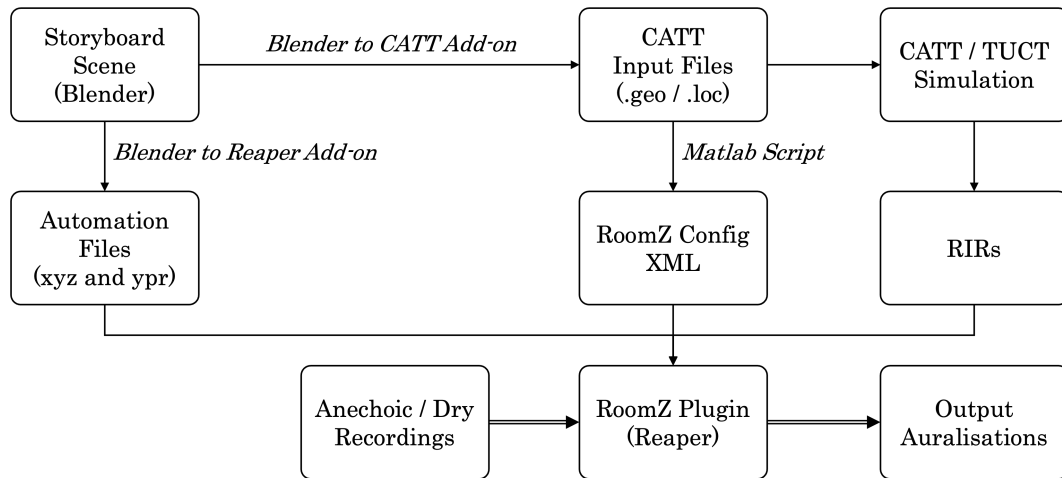 Storyboard
Scene
(Blender)
Blender to CATT Add-on
CATT
Input Files
(.geo / .loc)
CATT / TUCT
Simulation
Blender to Reaper Add-on
Matlab Script
Automation
Files
(xyz and ypr)
RoomZ Config
XML
RIRs
Anechoic / Dry
Recordings
RoomZ Plugin
(Reaper)
Output
Auralisations